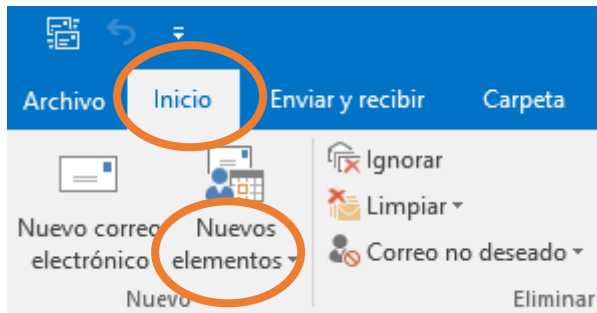 Archivo Inicio Enviar y recibir Carpeta
Nuevo correo electrónico
Nuevos elementos
Ignorar
Limpiar
Correo no deseado
Nuevo
Eliminar